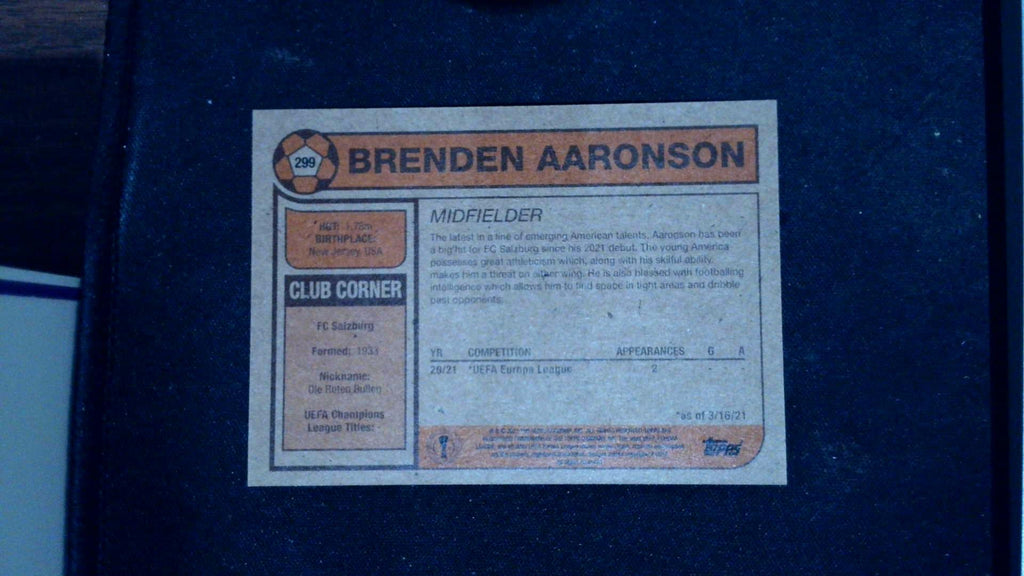 299
BRENDEN AARONSON
HGT: 1.78m
BIRTHPLACE:
New Jersey, USA
CLUB CORNER
FC Salzburg
Formed: 1933
Nickname:
Die Roten Bullen
UEFA Champions
League Titles: -
MIDFIELDER
The latest in a line of emerging American talents, Aaronson has been
a big hit for FC Salzburg since his 2021 debut. The young America
possesses great athleticism which, along with his skilful ability,
makes him a threat on either wing. He is also blessed with footballing
intelligence which allows him to find space in tight areas and dribble
past opponents.
YR COMPETITION APPEARANCES G A
20/21 *UEFA Europa League 2 - -
*as of 3/16/21
Topps